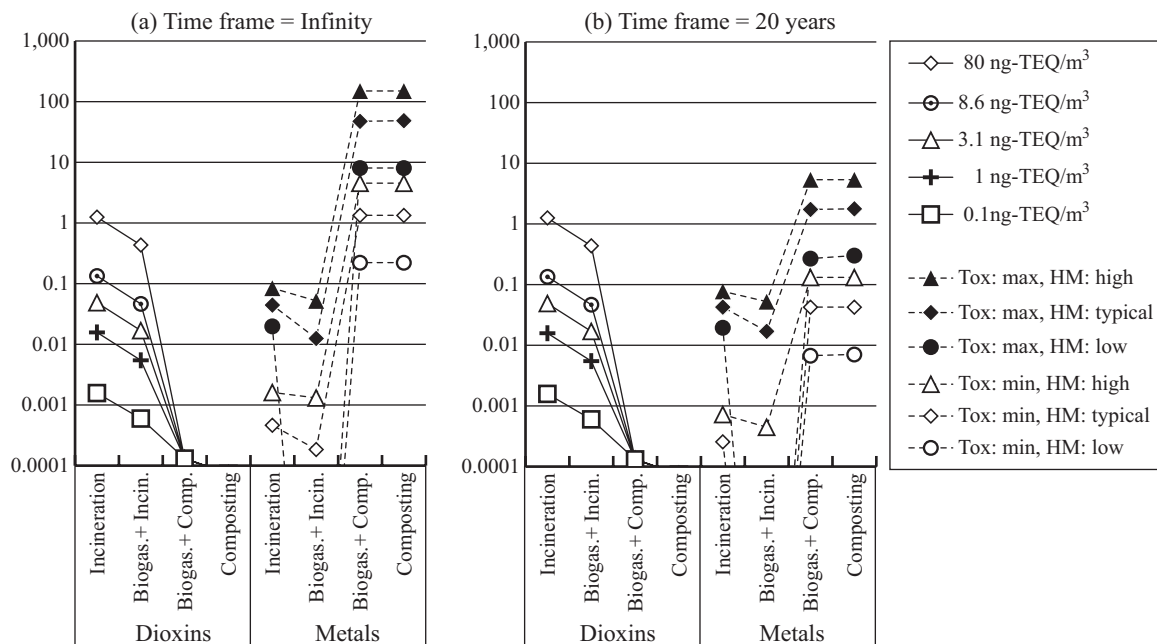 (a) Time frame = Infinity
1,000
100
10
1
0.1
0.01
0.001
0.0001
Incineration
Biogas.+ Incin.
Biogas.+ Comp.
Composting
Incineration
Biogas.+ Incin.
Biogas.+ Comp.
Composting
Dioxins
Metals
(b) Time frame = 20 years
1,000
100
10
1
0.1
0.01
0.001
0.0001
Incineration
Biogas.+ Incin.
Biogas.+ Comp.
Composting
Incineration
Biogas.+ Incin.
Biogas.+ Comp.
Composting
Dioxins
Metals
80 ng-TEQ/m³
8.6 ng-TEQ/m³
3.1 ng-TEQ/m³
1 ng-TEQ/m³
0.1ng-TEQ/m³
Tox: max, HM: high
Tox: max, HM: typical
Tox: max, HM: low
Tox: min, HM: high
Tox: min, HM: typical
Tox: min, HM: low